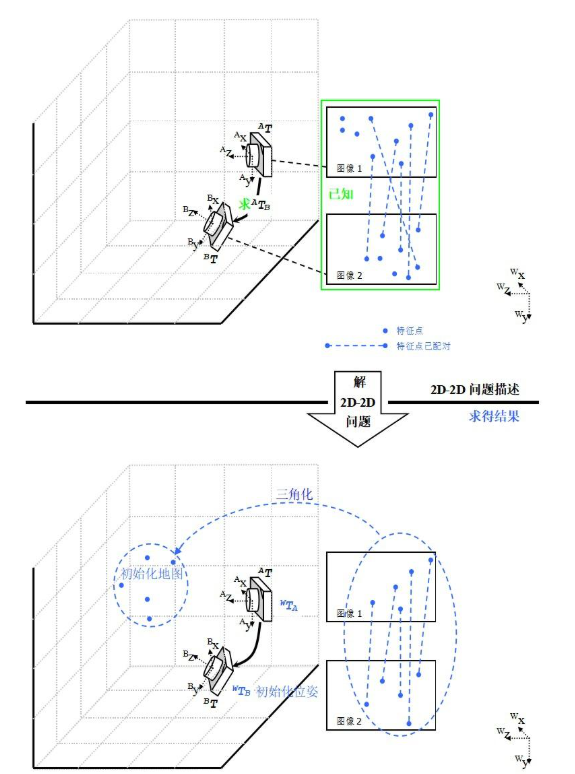 ᴬT
ᴬx
ᴬz
ᴬy
图像 1
已知
求 ᴬTB
ᴮx
ᴮz
ᴮy
ᴮT
图像 2
ᵂx
ᵂz
ᵂy
特征点
特征点已配对
解
2D-2D
问题
2D-2D 问题描述
求得结果
三角化
初始化地图
ᴬT
ᴬx
ᴬz
ᴬy
ᵂTA
图像 1
ᴮx
ᴮz
ᴮy
ᴮT
ᵂTB 初始化位姿
图像 2
ᵂx
ᵂz
ᵂy